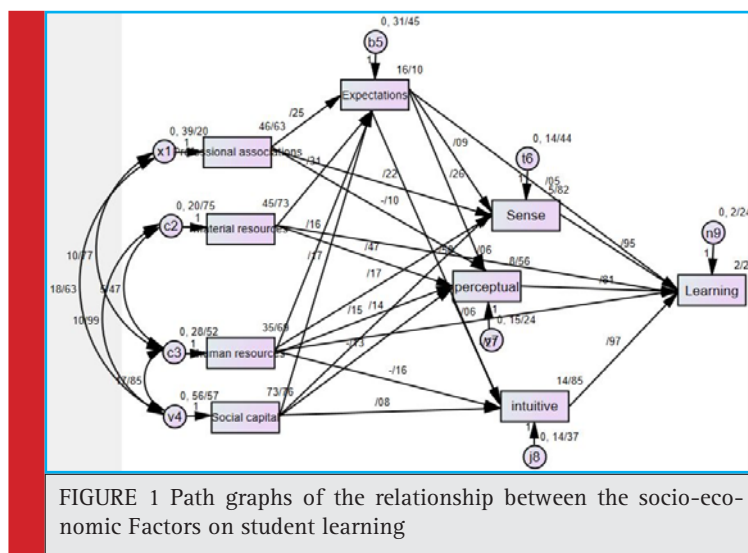 0, 31/45
b5
1
16/10
Expectations
0, 39/20
x1
1
46/63
Professional associations
/25
/31
/22
-/10
/09
/26
/05
0, 14/44
t6
1
5/82
Sense
0, 20/75
c2
1
45/73
material resources
/16
/47
/17
/17
/06
8/56
/95
/81
0, 2/24
n9
1
Learning
perceptual
1
0, 15/24
10/77
18/63
5/47
10/99
17/85
0, 28/52
c3
1
35/69
human resources
/15
/14
-/13
/06
-/16
/97
0, 56/57
v4
1
73/76
Social capital
/08
14/85
intuitive
1
0, 14/37
j8
FIGURE 1 Path graphs of the relationship between the socio-eco-
nomic Factors on student learning